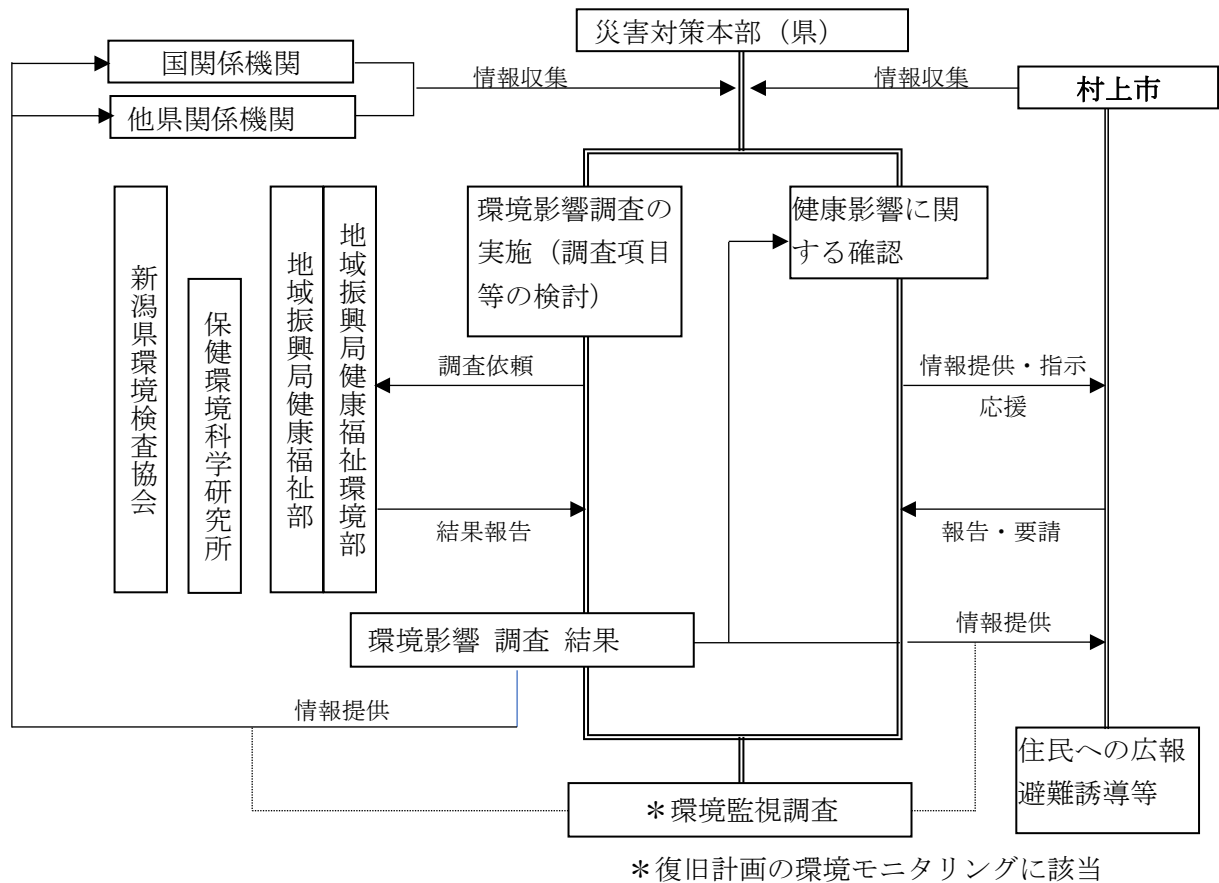 災害対策本部（県）
国関係機関
情報収集
情報収集
村上市
他県関係機関
新潟県環境検査協会
保健環境科学研究所
地域振興局健康福祉部
地域振興局健康福祉環境部
環境影響調査の
実施（調査項目
等の検討）
健康影響に関
する確認
調査依頼
情報提供・指示
応援
結果報告
報告・要請
環境影響 調査 結果
情報提供
情報提供
住民への広報
避難誘導等
＊環境監視調査
＊復旧計画の環境モニタリングに該当